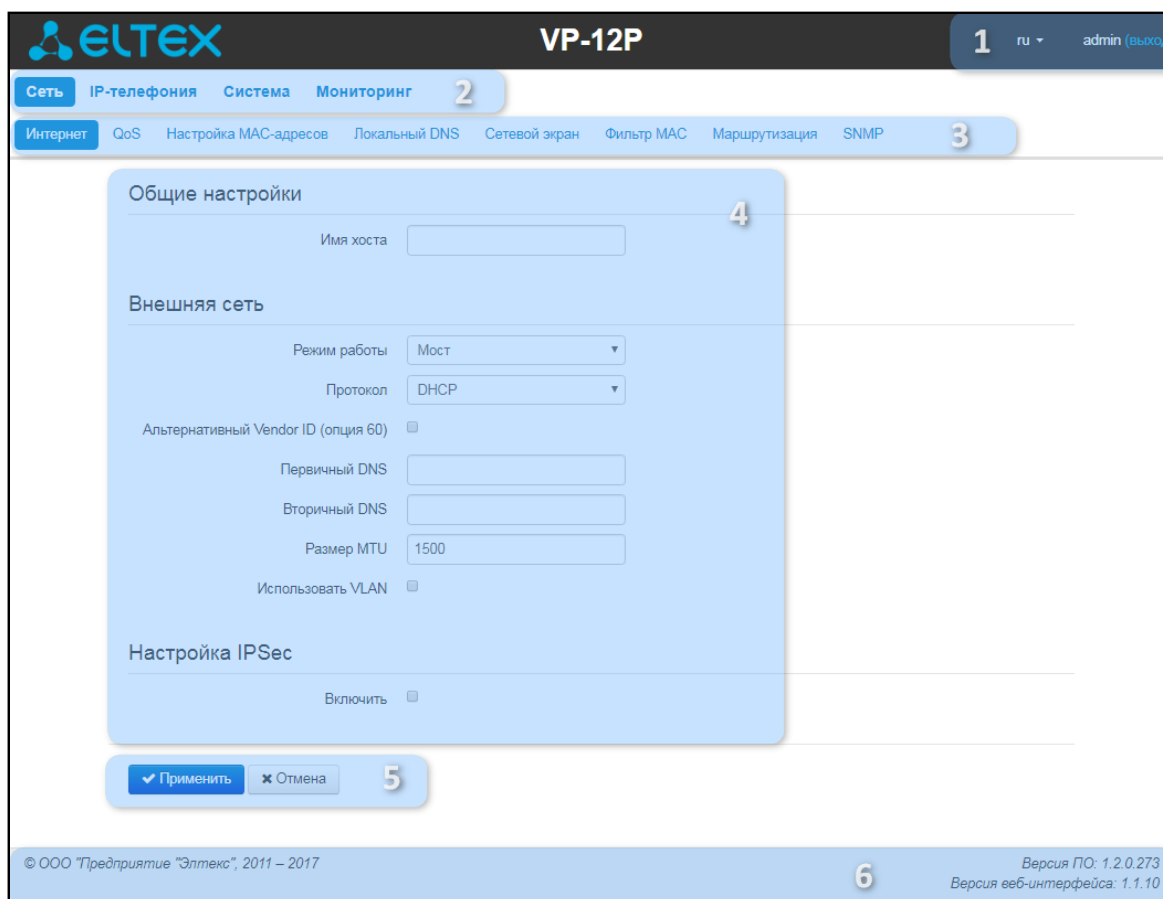 ELTEX VP-12P 1 ru admin (выход
Сеть IP-телефония Система Мониторинг 2
Интернет QoS Настройка MAC-адресов Локальный DNS Сетевой экран Фильтр MAC Маршрутизация SNMP 3
Общие настройки 4
Имя хоста
Внешняя сеть
Режим работы Мост
Протокол DHCP
Альтернативный Vendor ID (опция 60)
Первичный DNS
Вторичный DNS
Размер MTU 1500
Использовать VLAN
Настройка IPSec
Включить
Применить Отмена 5
© ООО "Предприятие "Элтекс", 2011 – 2017 6 Версия ПО: 1.2.0.273
Версия веб-интерфейса: 1.1.10